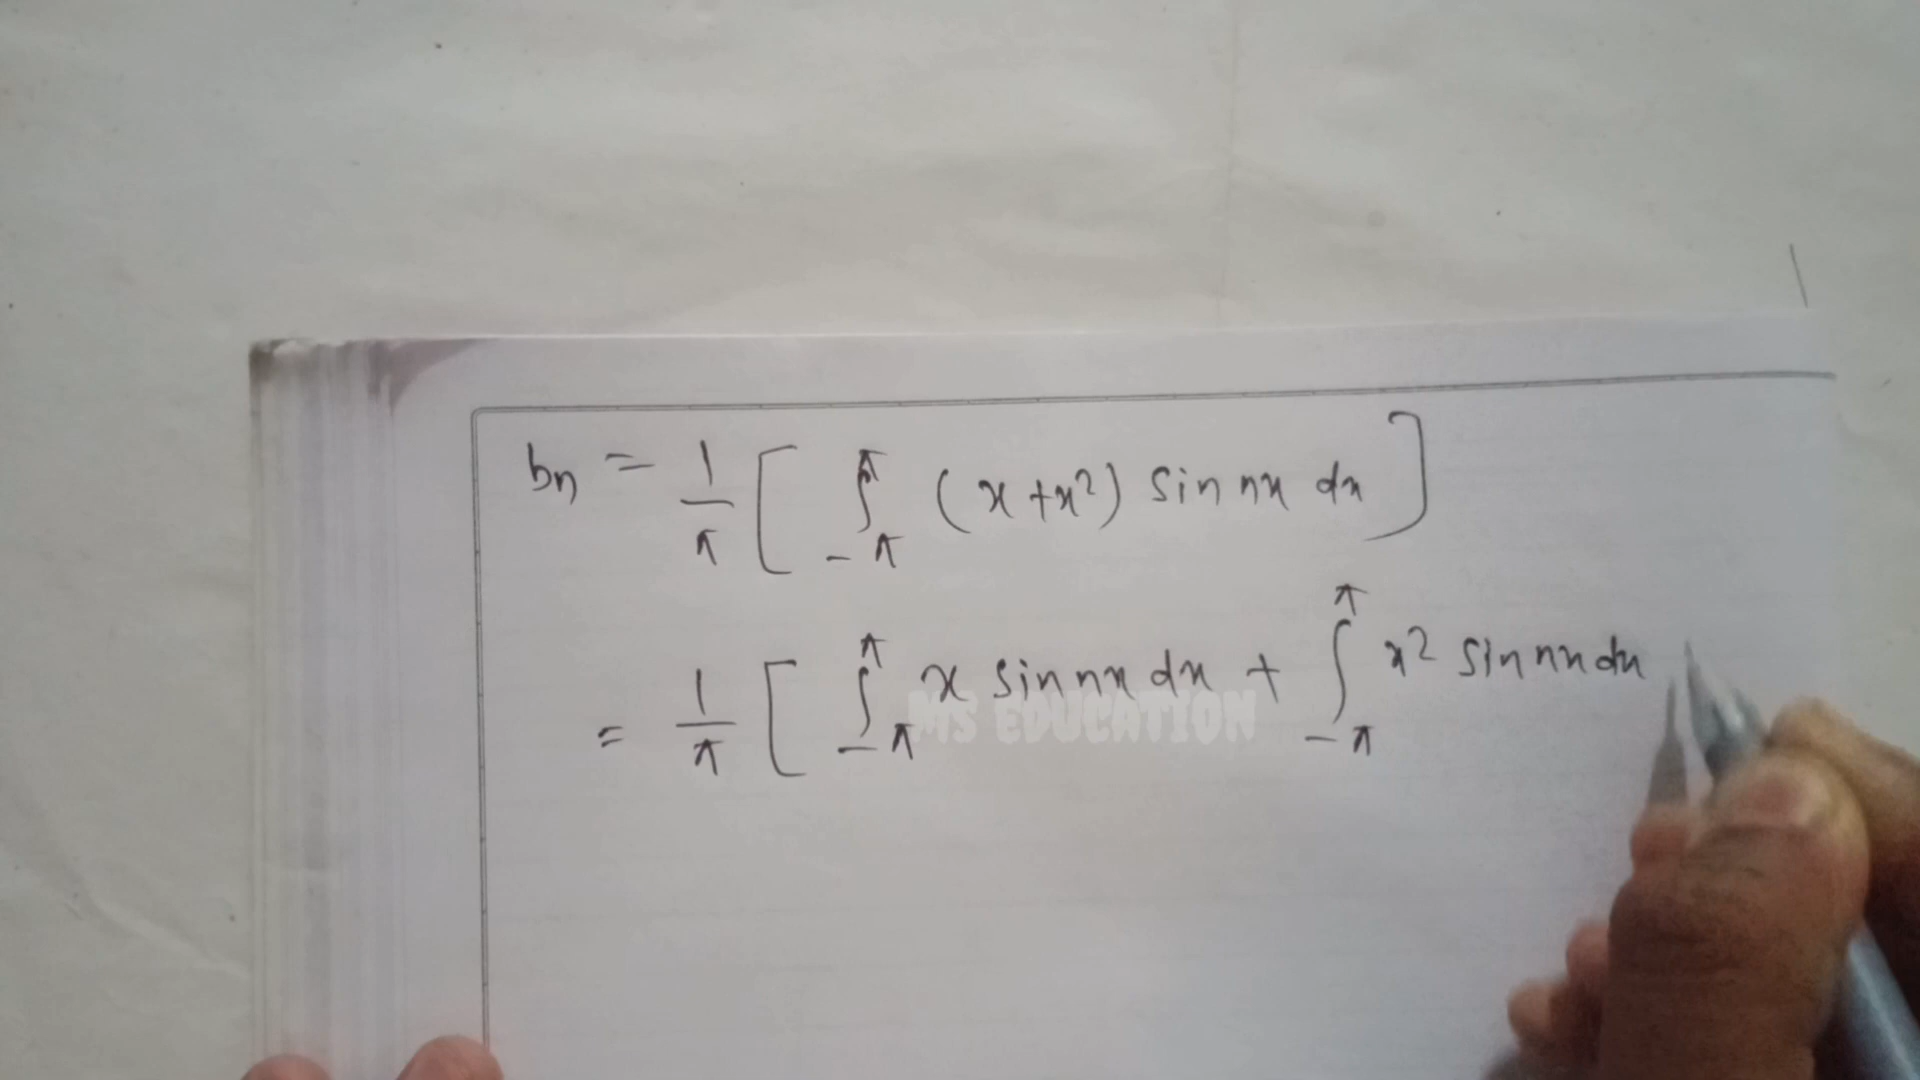 bn = 1/π [ ∫_{-π}^{π} (x+x²) sin nx dx ]
= 1/π [ ∫_{-π}^{π} x sin nx dx + ∫_{-π}^{π} x² sin nx dx
MS EDUCATION